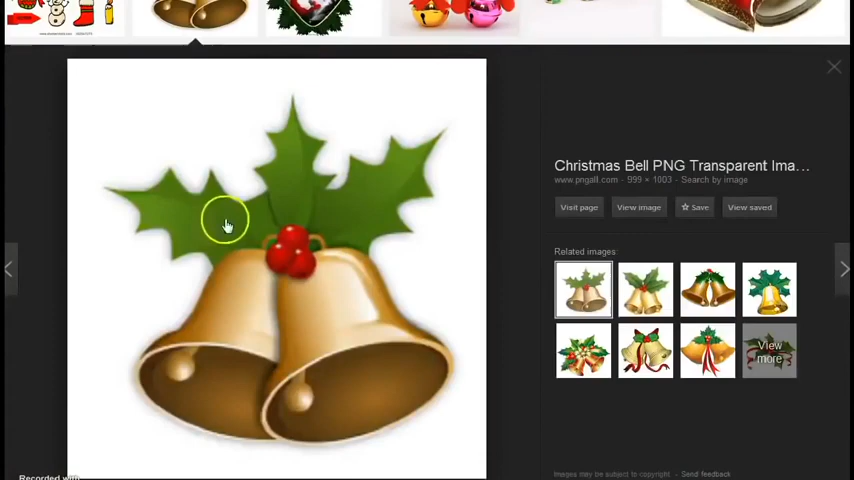 Christmas Bell PNG Transparent Ima...
www.pngall.com - 999 × 1003 - Search by image
Visit page
View image
Save
View saved
Related images:
View
more
Images may be subject to copyright. - Send feedback
Recorded with